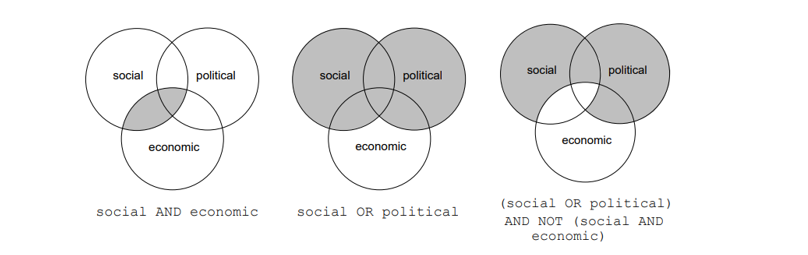 social political
economic
social AND economic
social political
economic
social OR political
social political
economic
(social OR political)
AND NOT (social AND
economic)